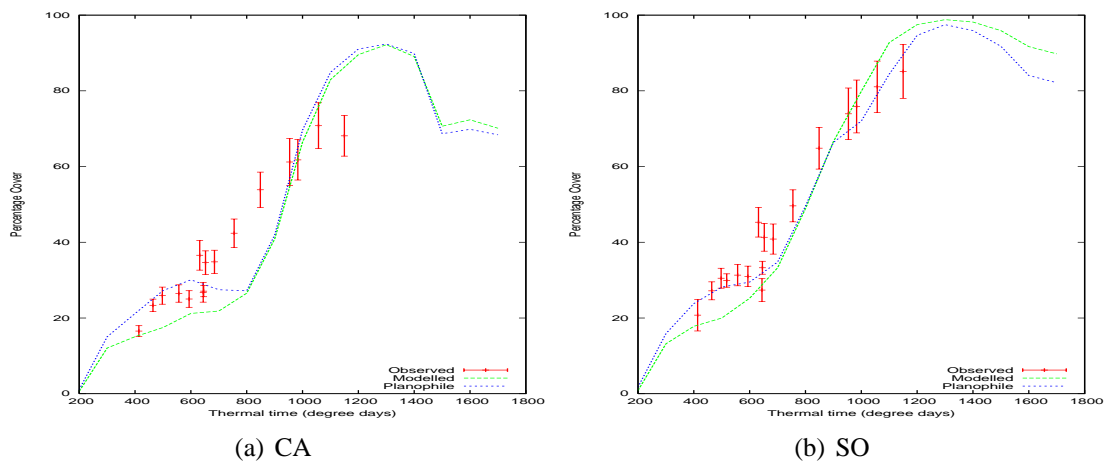 100
80
60
40
20
0
Percentage Cover
200 400 600 800 1000 1200 1400 1600 1800
Thermal time (degree days)
Observed
Modelled
Planophile
(a) CA
100
80
60
40
20
0
Percentage Cover
200 400 600 800 1000 1200 1400 1600 1800
Thermal time (degree days)
Observed
Modelled
Planophile
(b) SO